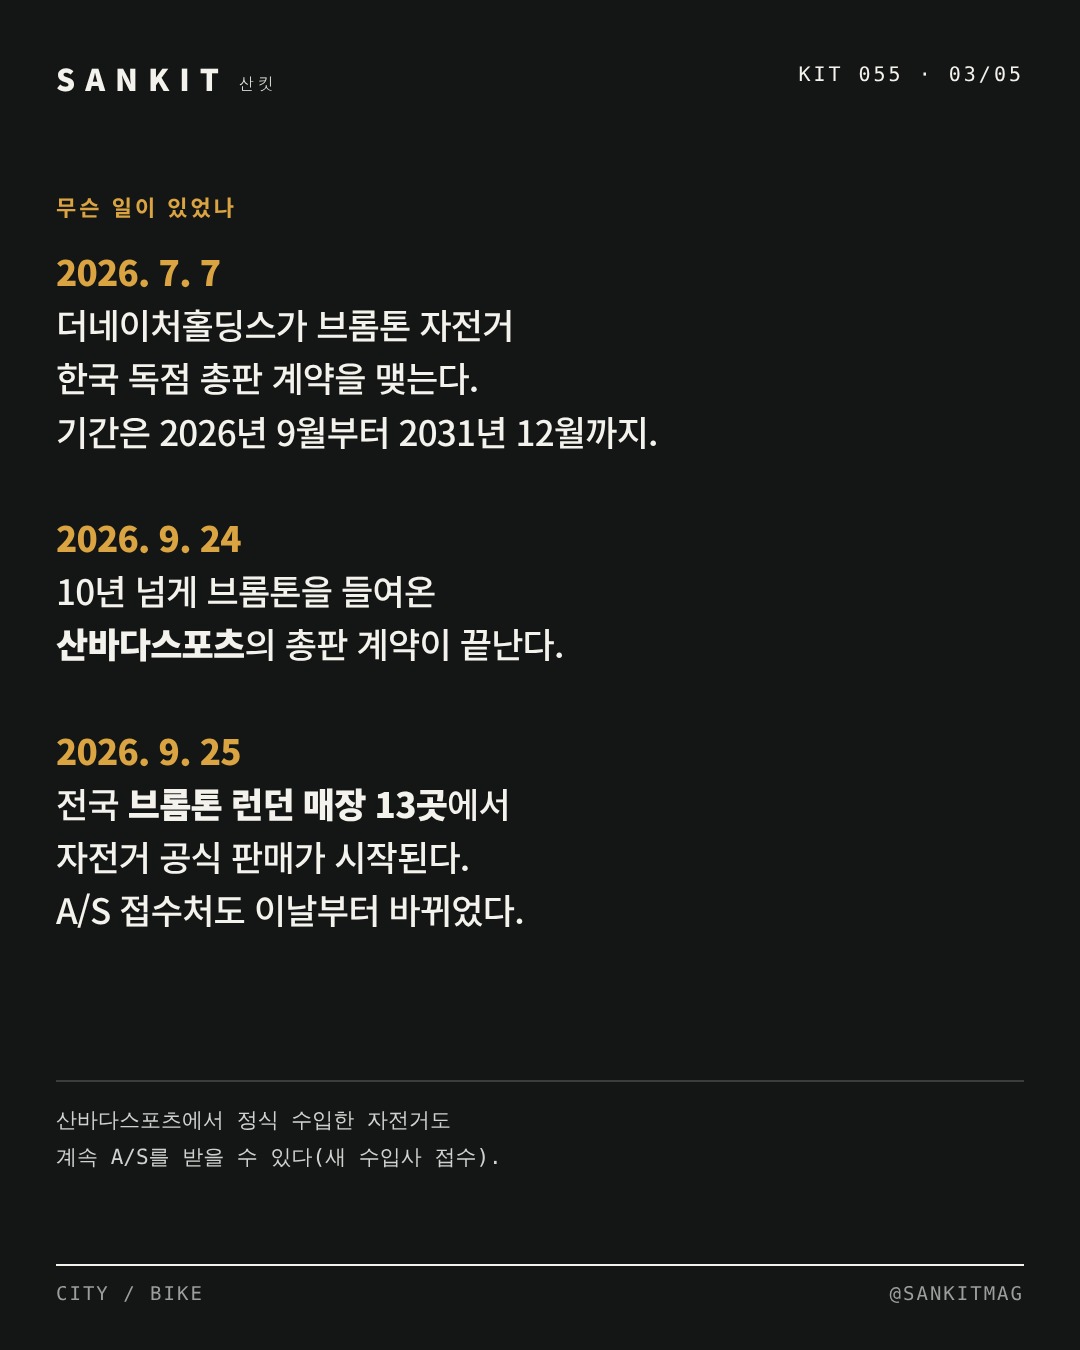 SANKIT 산킷
KIT 055 · 03/05
무슨 일이 있었나
2026. 7. 7
더네이처홀딩스가 브롬톤 자전거
한국 독점 총판 계약을 맺는다.
기간은 2026년 9월부터 2031년 12월까지.
2026. 9. 24
10년 넘게 브롬톤을 들여온
산바다스포츠의 총판 계약이 끝난다.
2026. 9. 25
전국 브롬톤 런던 매장 13곳에서
자전거 공식 판매가 시작된다.
A/S 접수처도 이날부터 바뀌었다.
산바다스포츠에서 정식 수입한 자전거도
계속 A/S를 받을 수 있다(새 수입사 접수).
CITY / BIKE
@SANKITMAG